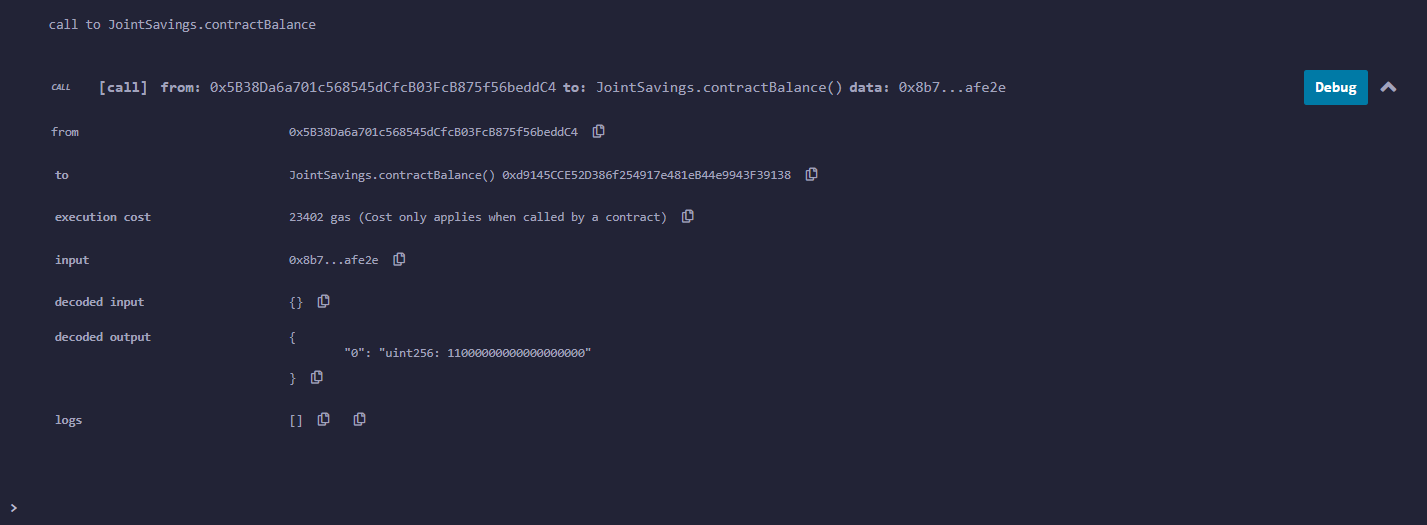 call to JointSavings.contractBalance
CALL [call] from: 0x5B38Da6a701c568545dCfcB03FcB875f56beddC4 to: JointSavings.contractBalance() data: 0x8b7...afe2e Debug
from 0x5B38Da6a701c568545dCfcB03FcB875f56beddC4
to JointSavings.contractBalance() 0xd9145CCE52D386f254917e481eB44e9943F39138
execution cost 23402 gas (Cost only applies when called by a contract)
input 0x8b7...afe2e
decoded input {}
decoded output {
"0": "uint256: 11000000000000000000"
}
logs []
>